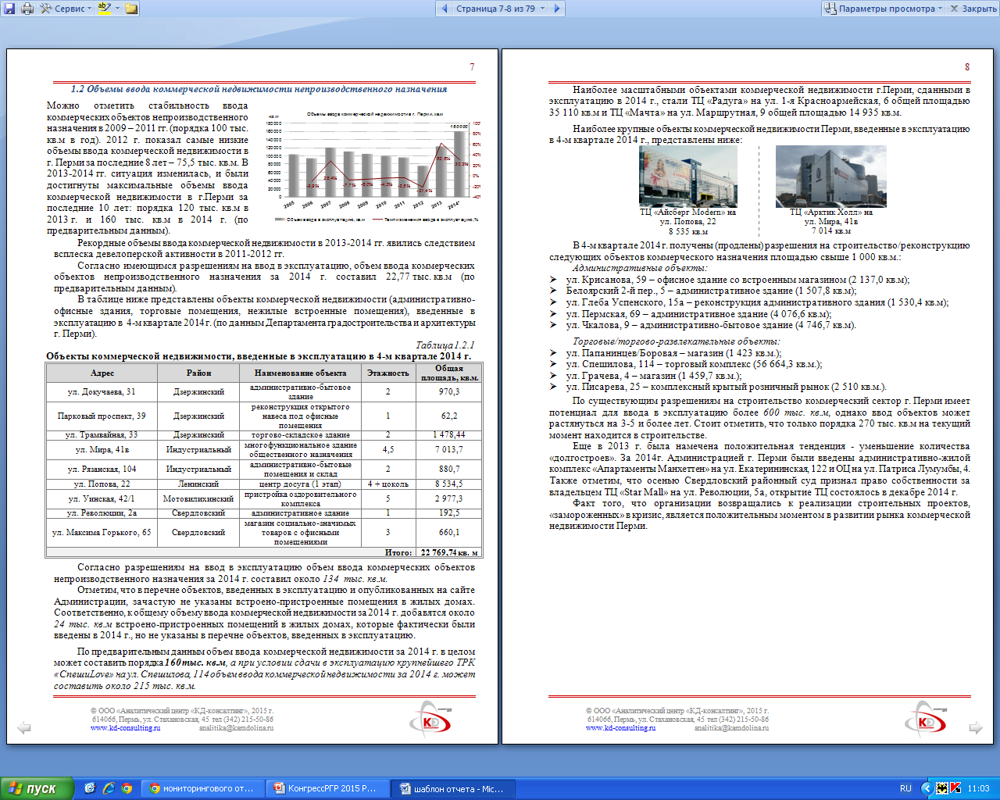 Сервис
Страница 7-8 из 79
Параметры просмотра
Закрыть
7
1.2 Объемы ввода коммерческой недвижимости непроизводственного назначения
Можно отметить стабильность ввода
коммерческих объектов непроизводственного
назначения в 2009 – 2011 гг. (порядка 100 тыс.
кв.м в год). 2012 г. показал самые низкие
объемы ввода коммерческой недвижимости в
г. Перми за последние 8 лет – 75,5 тыс. кв.м. В
2013-2014 гг. ситуация изменилась, и были
достигнуты максимальные объемы ввода
коммерческой недвижимости в г.Перми за
последние 10 лет: порядка 120 тыс. кв.м в
2013 г. и 160 тыс. кв.м в 2014 г. (по
предварительным данным).
Объемы ввода коммерческой недвижимости в г. Перми, кв.м
кв.м
180000
160000
140000
120000
100000
80000
60000
40000
20000
0
100%
80%
60%
40%
20%
0%
-20%
-40%
160000
2005 2006 2007 2008 2009 2010 2011 2012 2013 2014*
Объем ввода в эксплуатацию, кв.м
Темп изменения ввода в эксплуатацию, %
Рекордные объемы ввода коммерческой недвижимости в 2013-2014 гг. явились следствием
всплеска девелоперской активности в 2011-2012 гг.
Согласно имеющимся разрешениям на ввод в эксплуатацию, объем ввода коммерческих
объектов непроизводственного назначения за 2014 г. составил 22,77 тыс. кв.м (по
предварительным данным).
В таблице ниже представлены объекты коммерческой недвижимости (административно-
офисные здания, торговые помещения, нежилые встроенные помещения), введенные в
эксплуатацию в 4-м квартале 2014 г. (по данным Департамента градостроительства и архитектуры
г. Перми).
Таблица 1.2.1
Объекты коммерческой недвижимости, введенные в эксплуатацию в 4-м квартале 2014 г.
Адрес Район Наименование объекта Этажность Общая площадь, кв.м.
ул. Докучаева, 31 Дзержинский административно-бытовое здание 2 970,3
Парковый проспект, 39 Дзержинский реконструкция открытого навеса под офисные помещения 1 62,2
ул. Трамвайная, 33 Дзержинский торгово-складское здание 2 1 478,44
ул. Мира, 41в Индустриальный многофункциональное здание общественного назначения 4,5 7 013,7
ул. Рязанская, 104 Индустриальный административно-бытовые помещения и склад 2 880,7
ул. Попова, 22 Ленинский центр досуга (1 этап) 4 + цоколь 8 534,5
ул. Уинская, 42/1 Мотовилихинский пристройка оздоровительного комплекса 5 2 977,3
ул. Революции, 2а Свердловский административное здание 1 192,5
ул. Максима Горького, 65 Свердловский магазин социально-значимых товаров с офисными помещениями 3 660,1
Итого: 22 769,74 кв. м
Согласно разрешениям на ввод в эксплуатацию объем ввода коммерческих объектов
непроизводственного назначения за 2014 г. составил около 134 тыс. кв.м.
Отметим, что в перечне объектов, введенных в эксплуатацию и опубликованных на сайте
Администрации, зачастую не указаны встроено-пристроенные помещения в жилых домах.
Соответственно, к общему объему ввода коммерческой недвижимости за 2014 г. добавятся около
24 тыс. кв.м встроено-пристроенных помещений в жилых домах, которые фактически были
введены в 2014 г., но не указаны в перечне объектов, введенных в эксплуатацию.
По предварительным данным объем ввода коммерческой недвижимости за 2014 г. в целом
может составить порядка 160 тыс. кв.м, а при условии сдачи в эксплуатацию крупнейшего ТРК
«СпешиLove» на ул. Спешилова, 114 объем ввода коммерческой недвижимости за 2014 г. может
составить около 215 тыс. кв.м.
© ООО «Аналитический центр «КД-консалтинг», 2015 г.
614066, Пермь, ул. Стахановская, 45 тел (342) 215-50-86
www.kd-consulting.ru analitika@kamdolina.ru
8
Наиболее масштабными объектами коммерческой недвижимости г.Перми, сданными в
эксплуатацию в 2014 г., стали ТЦ «Радуга» на ул. 1-я Красноармейская, 6 общей площадью
35 110 кв.м и ТЦ «Мачта» на ул. Маршрутная, 9 общей площадью 14 935 кв.м.
Наиболее крупные объекты коммерческой недвижимости Перми, введенные в эксплуатацию
в 4-м квартале 2014 г., представлены ниже:
ТЦ «Айсберг Modern» на
ул. Попова, 22
8 535 кв.м
ТЦ «Арктик Холл» на
ул. Мира, 41в
7 014 кв.м
В 4-м квартале 2014 г. получены (продлены) разрешения на строительство/реконструкцию
следующих объектов коммерческого назначения площадью свыше 1 000 кв.м.:
Административные объекты:
➢ ул. Крисанова, 59 – офисное здание со встроенным магазином (2 137,0 кв.м);
➢ Белоярский 2-й пер., 5 – административное здание (1 507,8 кв.м);
➢ ул. Глеба Успенского, 15а – реконструкция административного здания (1 530,4 кв.м);
➢ ул. Пермская, 69 – административное здание (4 076,6 кв.м);
➢ ул. Чкалова, 9 – административно-бытовое здание (4 746,7 кв.м).
Торговые/торгово-развлекательные объекты:
➢ ул. Папанинцев/Боровая – магазин (1 423 кв.м.);
➢ ул. Спешилова, 114 – торговый комплекс (56 664,3 кв.м.);
➢ ул. Грачева, 4 – магазин (1 459,7 кв.м.);
➢ ул. Писарева, 25 – комплексный крытый розничный рынок (2 510 кв.м.).
По существующим разрешениям на строительство коммерческий сектор г. Перми имеет
потенциал для ввода в эксплуатацию более 600 тыс. кв.м, однако ввод объектов может
растянуться на 3-5 и более лет. Стоит отметить, что только порядка 270 тыс. кв.м на текущий
момент находится в строительстве.
Еще в 2013 г. была намечена положительная тенденция - уменьшение количества
«долгостроев». За 2014г. Администрацией г. Перми были введены административно-жилой
комплекс «Апартаменты Манхеттен» на ул. Екатерининская, 122 и ОЦ на ул. Патриса Лумумбы, 4.
Также отметим, что осенью Свердловский районный суд признал право собственности за
владельцем ТЦ «Star Mall» на ул. Революции, 5а, открытие ТЦ состоялось в декабре 2014 г.
Факт того, что организации возвращались к реализации строительных проектов,
«замороженных» в кризис, является положительным моментом в развитии рынка коммерческой
недвижимости Перми.
© ООО «Аналитический центр «КД-консалтинг», 2015 г.
614066, Пермь, ул. Стахановская, 45 тел (342) 215-50-86
www.kd-consulting.ru analitika@kamdolina.ru
пуск
мониторингового от...
КонгрессРГР 2015 Р...
шаблон отчета - Mic...
RU
11:03